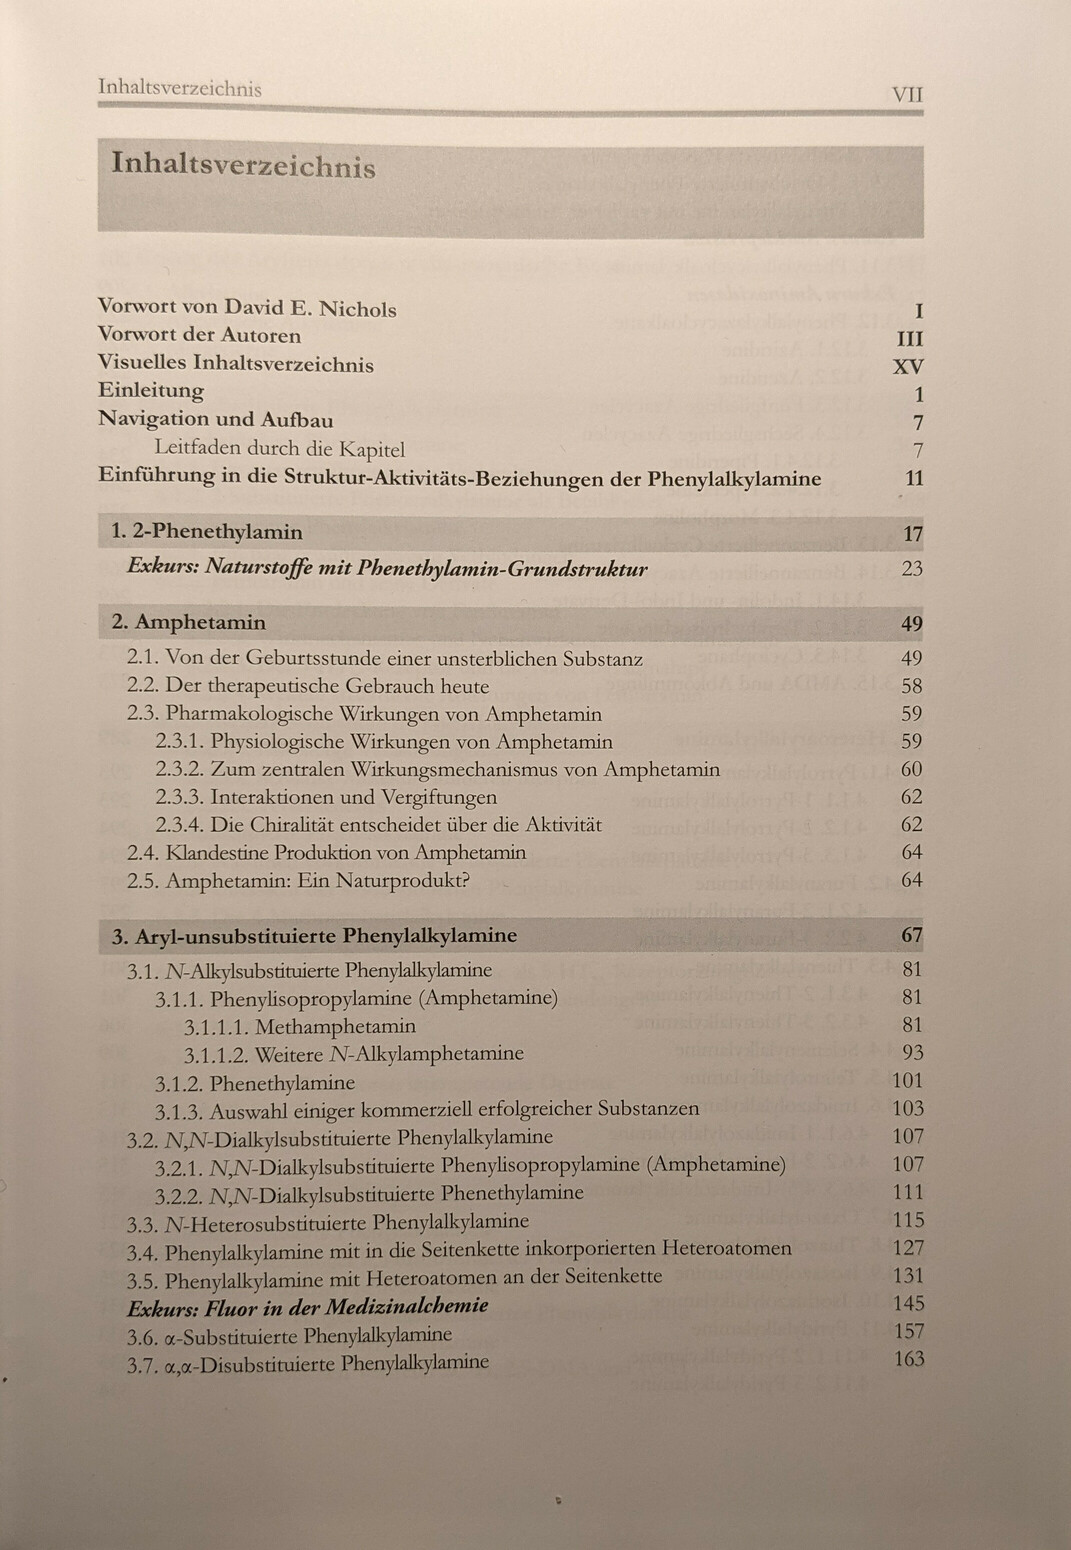 Inhaltsverzeichnis VII
Inhaltsverzeichnis
Vorwort von David E. Nichols I
Vorwort der Autoren III
Visuelles Inhaltsverzeichnis XV
Einleitung 1
Navigation und Aufbau 7
Leitfaden durch die Kapitel 7
Einführung in die Struktur-Aktivitäts-Beziehungen der Phenylalkylamine 11
1. 2-Phenethylamin 17
Exkurs: Naturstoffe mit Phenethylamin-Grundstruktur 23
2. Amphetamin 49
2.1. Von der Geburtsstunde einer unsterblichen Substanz 49
2.2. Der therapeutische Gebrauch heute 58
2.3. Pharmakologische Wirkungen von Amphetamin 59
2.3.1. Physiologische Wirkungen von Amphetamin 59
2.3.2. Zum zentralen Wirkungsmechanismus von Amphetamin 60
2.3.3. Interaktionen und Vergiftungen 62
2.3.4. Die Chiralität entscheidet über die Aktivität 62
2.4. Klandestine Produktion von Amphetamin 64
2.5. Amphetamin: Ein Naturprodukt? 64
3. Aryl-unsubstituierte Phenylalkylamine 67
3.1. N-Alkylsubstituierte Phenylalkylamine 81
3.1.1. Phenylisopropylamine (Amphetamine) 81
3.1.1.1. Methamphetamin 81
3.1.1.2. Weitere N-Alkylamphetamine 93
3.1.2. Phenethylamine 101
3.1.3. Auswahl einiger kommerziell erfolgreicher Substanzen 103
3.2. N,N-Dialkylsubstituierte Phenylalkylamine 107
3.2.1. N,N-Dialkylsubstituierte Phenylisopropylamine (Amphetamine) 107
3.2.2. N,N-Dialkylsubstituierte Phenethylamine 111
3.3. N-Heterosubstituierte Phenylalkylamine 115
3.4. Phenylalkylamine mit in die Seitenkette inkorporierten Heteroatomen 127
3.5. Phenylalkylamine mit Heteroatomen an der Seitenkette 131
Exkurs: Fluor in der Medizinalchemie 145
3.6. α-Substituierte Phenylalkylamine 157
3.7. α,α-Disubstituierte Phenylalkylamine 163